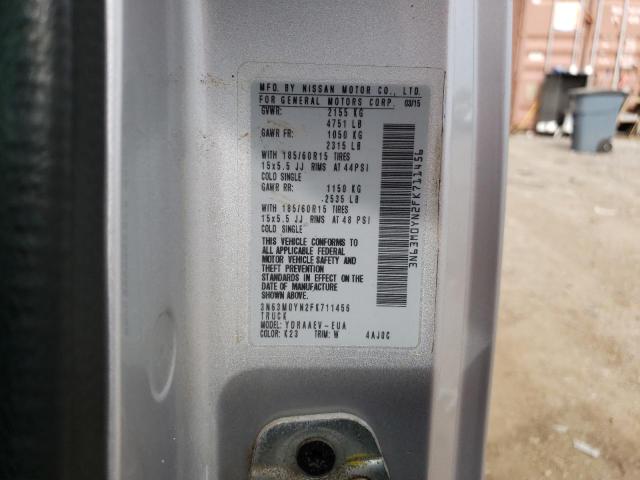 MFD. BY NISSAN MOTOR CO., LTD.
FOR GENERAL MOTORS CORP. 03/15
GVWR: 2155 KG
4751 LB
GAWR FR: 1050 KG
2315 LB
WITH 185/60R15 TIRES
15x5.5 JJ RIMS AT 44PSI
COLD SINGLE
GAWR RR: 1150 KG
2535 LB
WITH 185/60R15 TIRES
15x5.5 JJ RIMS AT 48 PSI
COLD SINGLE
THIS VEHICLE CONFORMS TO
ALL APPLICABLE FEDERAL
MOTOR VEHICLE SAFETY AND
THEFT PREVENTION
STANDARDS IN EFFECT ON
THE DATE OF MANUFACTURE
SHOWN ABOVE.
3N63M0YN2FK711456
TRUCK
MODEL: YDRAAEV-EUA
COLOR: K23 TRIM: W 4AJ0C
3N63M0YN2FK711456